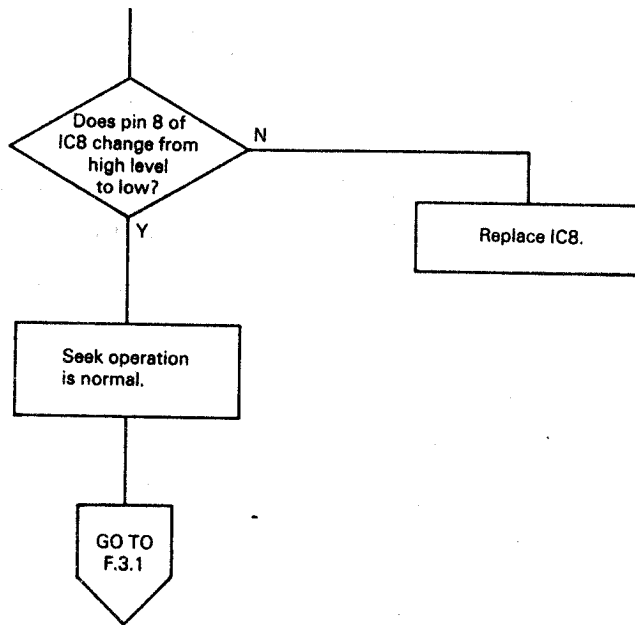 Does pin 8 of
IC8 change from
high level
to low?
N
Y
Replace IC8.
Seek operation
is normal.
GO TO
F.3.1